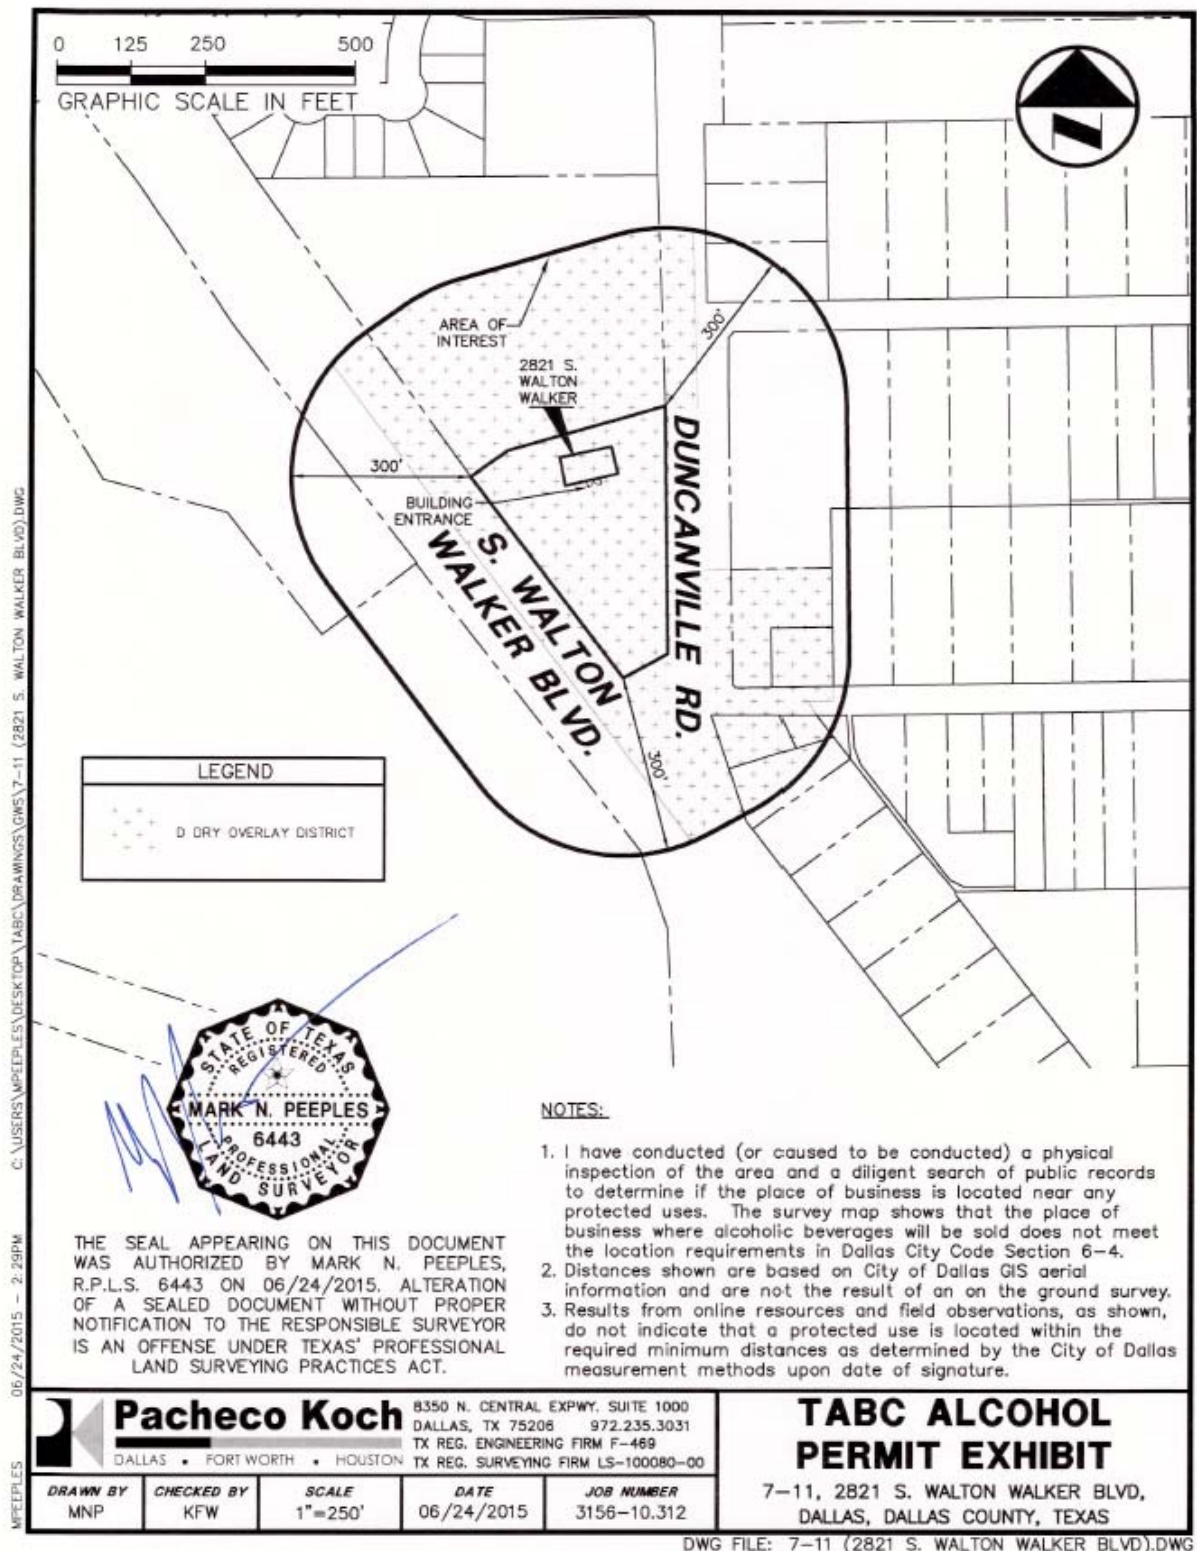 0 125 250 500
GRAPHIC SCALE IN FEET
AREA OF
INTEREST
2821 S.
WALTON
WALKER
300'
300'
BUILDING
ENTRANCE
S. WALTON
WALKER BLVD.
DUNCANVILLE RD.
300'
LEGEND
D DRY OVERLAY DISTRICT
STATE OF TEXAS
REGISTERED
MARK N. PEEPLES
6443
PROFESSIONAL
LAND SURVEYOR
THE SEAL APPEARING ON THIS DOCUMENT
WAS AUTHORIZED BY MARK N. PEEPLES,
R.P.L.S. 6443 ON 06/24/2015. ALTERATION
OF A SEALED DOCUMENT WITHOUT PROPER
NOTIFICATION TO THE RESPONSIBLE SURVEYOR
IS AN OFFENSE UNDER TEXAS' PROFESSIONAL
LAND SURVEYING PRACTICES ACT.
NOTES:
1. I have conducted (or caused to be conducted) a physical
inspection of the area and a diligent search of public records
to determine if the place of business is located near any
protected uses. The survey map shows that the place of
business where alcoholic beverages will be sold does not meet
the location requirements in Dallas City Code Section 6-4.
2. Distances shown are based on City of Dallas GIS aerial
information and are not the result of an on the ground survey.
3. Results from online resources and field observations, as shown,
do not indicate that a protected use is located within the
required minimum distances as determined by the City of Dallas
measurement methods upon date of signature.
Pacheco Koch
DALLAS • FORT WORTH • HOUSTON
8350 N. CENTRAL EXPWY. SUITE 1000
DALLAS, TX 75206 972.235.3031
TX REG. ENGINEERING FIRM F-469
TX REG. SURVEYING FIRM LS-100080-00
DRAWN BY
MNP
CHECKED BY
KFW
SCALE
1"=250'
DATE
06/24/2015
JOB NUMBER
3156-10.312
TABC ALCOHOL
PERMIT EXHIBIT
7-11, 2821 S. WALTON WALKER BLVD,
DALLAS, DALLAS COUNTY, TEXAS
DWG FILE: 7-11 (2821 S. WALTON WALKER BLVD).DWG
MPEEPLES 06/24/2015 - 2:29PM C:\USERS\MPEEPLES\DESKTOP\TABC\DRAWINGS\GWS\7-11 (2821 S. WALTON WALKER BLVD).DWG